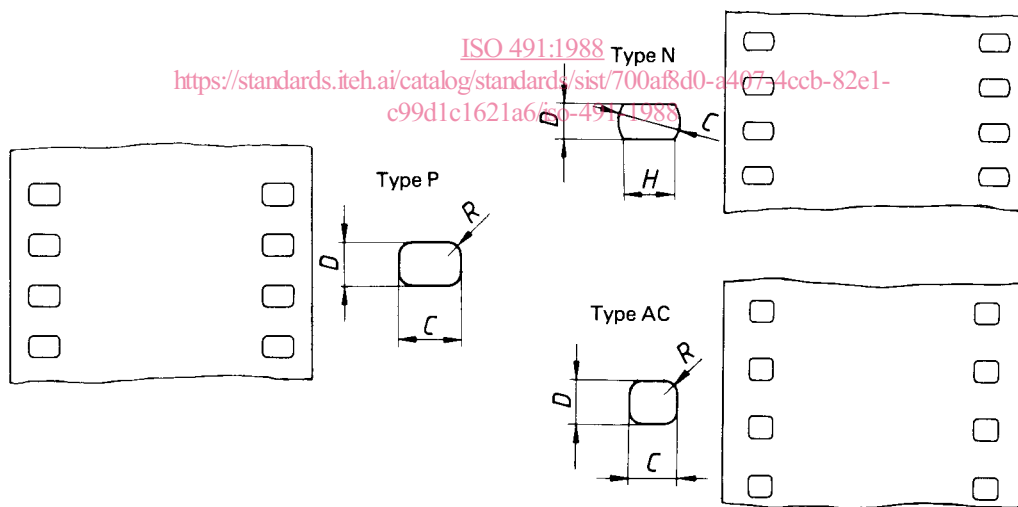 ISO 491:1988
Type N
https://standards.iteh.ai/catalog/standards/sist/700af8d0-a407-4ccb-82e1-
c99d1c1621a6/iso-491-1988
D
C
H
Type P
R
D
C
Type AC
R
D
C